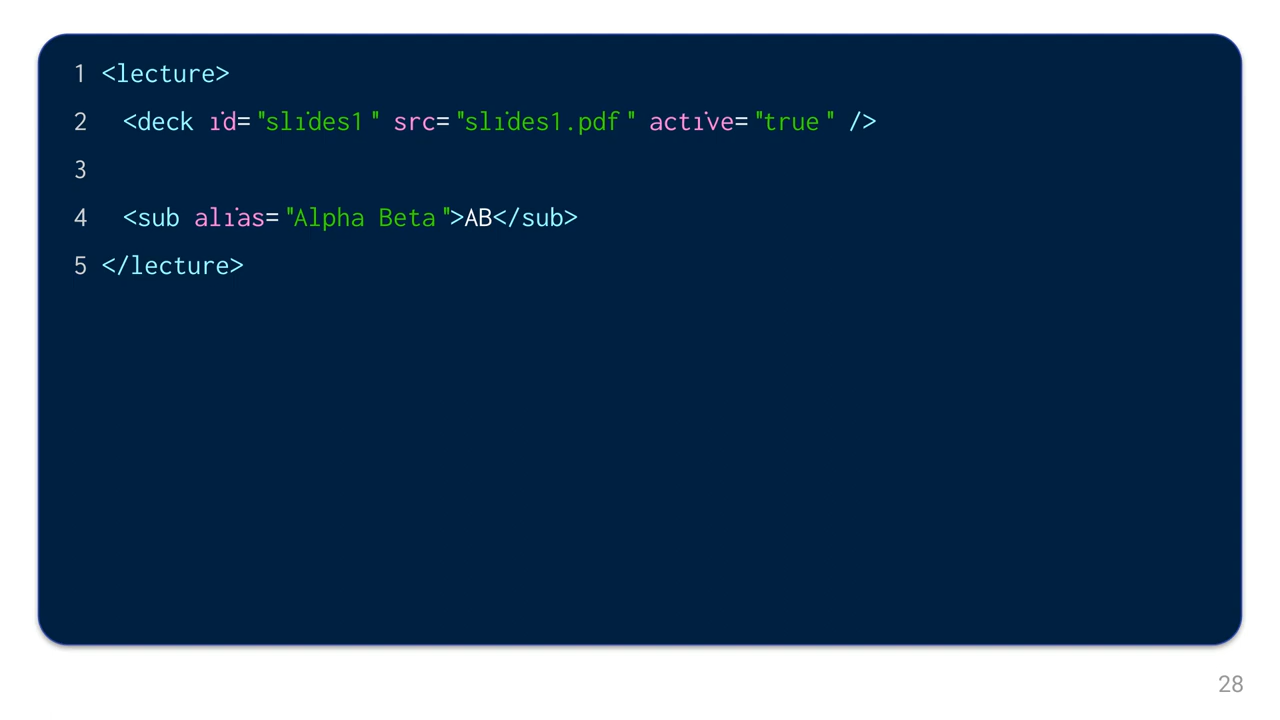 1 <lecture>
2 <deck id="slides1" src="slides1.pdf" active="true" />
3
4 <sub alias="Alpha Beta">AB</sub>
5 </lecture>
28